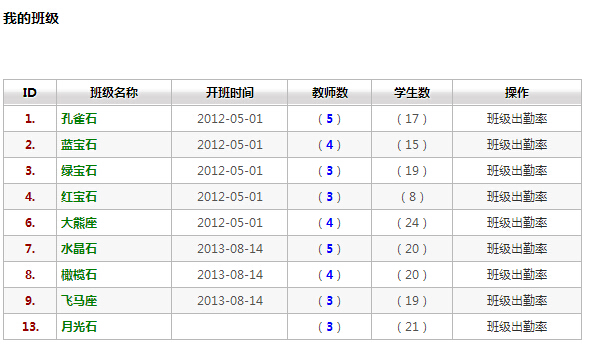 我的班级
ID 班级名称 开班时间 教师数 学生数 操作
1. 孔雀石 2012-05-01 （5） （17） 班级出勤率
2. 蓝宝石 2012-05-01 （4） （15） 班级出勤率
3. 绿宝石 2012-05-01 （3） （19） 班级出勤率
4. 红宝石 2012-05-01 （3） （8） 班级出勤率
6. 大熊座 2012-05-01 （4） （24） 班级出勤率
7. 水晶石 2013-08-14 （5） （20） 班级出勤率
8. 橄榄石 2013-08-14 （4） （20） 班级出勤率
9. 飞马座 2013-08-14 （3） （19） 班级出勤率
13. 月光石 （3） （21） 班级出勤率